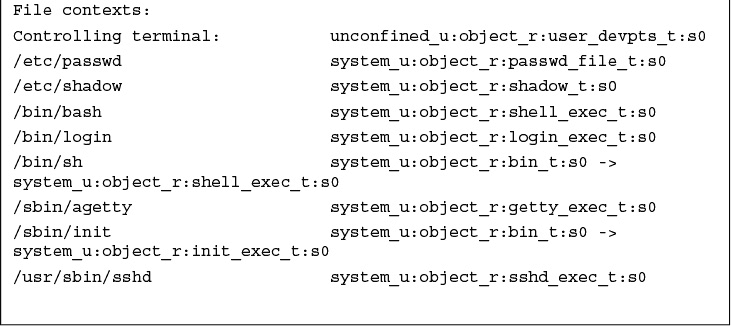 File contexts:
Controlling terminal: unconfined_u:object_r:user_devpts_t:s0
/etc/passwd system_u:object_r:passwd_file_t:s0
/etc/shadow system_u:object_r:shadow_t:s0
/bin/bash system_u:object_r:shell_exec_t:s0
/bin/login system_u:object_r:login_exec_t:s0
/bin/sh system_u:object_r:bin_t:s0 ->
system_u:object_r:shell_exec_t:s0
/sbin/agetty system_u:object_r:getty_exec_t:s0
/sbin/init system_u:object_r:bin_t:s0 ->
system_u:object_r:init_exec_t:s0
/usr/sbin/sshd system_u:object_r:sshd_exec_t:s0